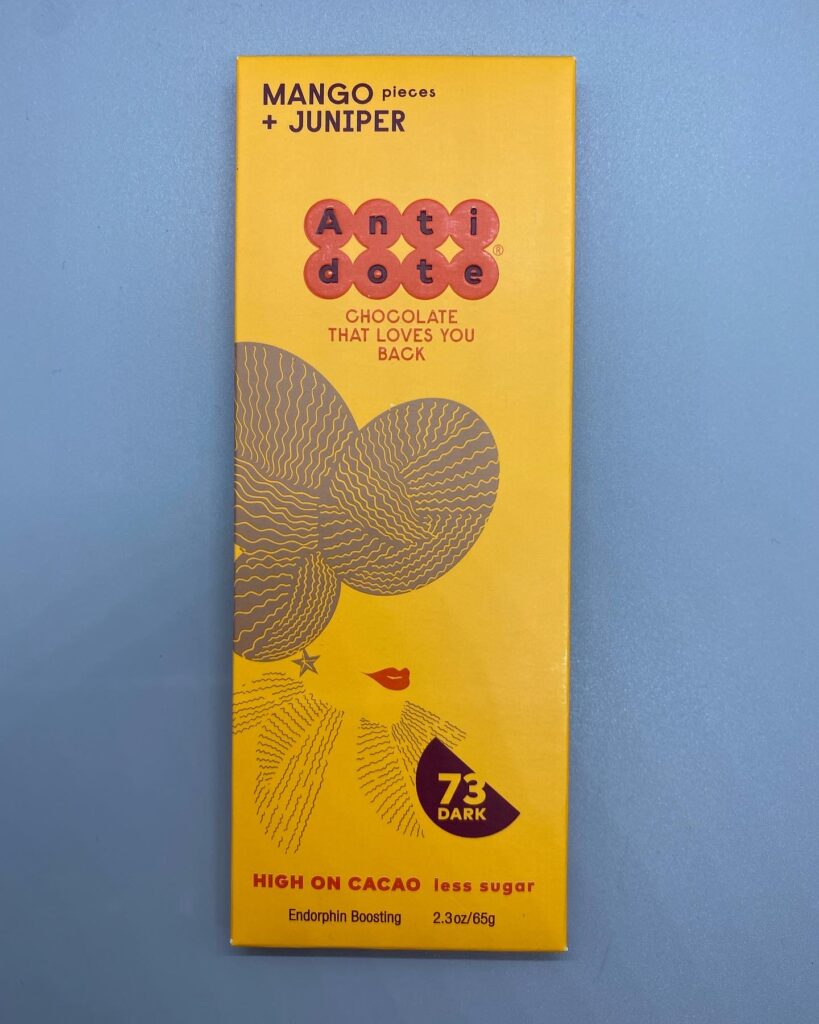 MANGO pieces
+ JUNIPER
Anti
dote®
CHOCOLATE
THAT LOVES YOU
BACK
73
DARK
HIGH ON CACAO less sugar
Endorphin Boosting 2.3oz/65g